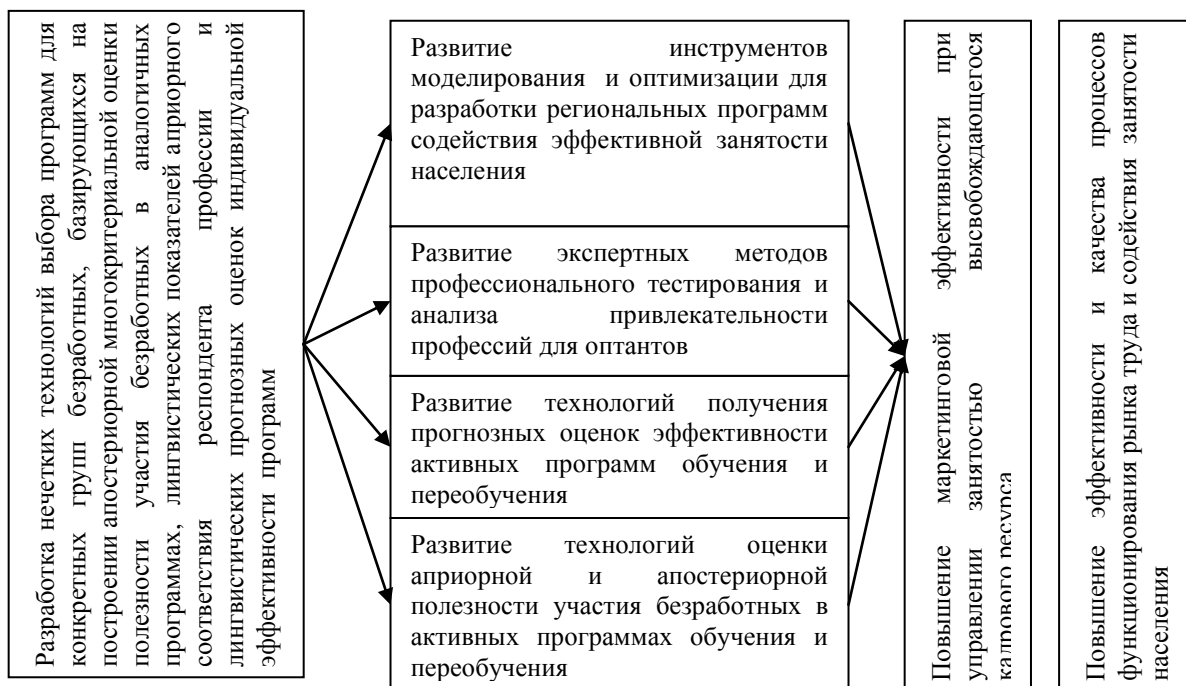 Разработка нечетких технологий выбора программ для
конкретных групп безработных, базирующихся на
построении апостериорной многокритериальной оценки
полезности участия безработных в аналогичных
программах, лингвистических показателей априорного
соответствия респондента профессии и
лингвистических прогнозных оценок индивидуальной
эффективности программ
Развитие инструментов
моделирования и оптимизации для
разработки региональных программ
содействия эффективной занятости
населения
Развитие экспертных методов
профессионального тестирования и
анализа привлекательности
профессий для оптантов
Развитие технологий получения
прогнозных оценок эффективности
активных программ обучения и
переобучения
Развитие технологий оценки
априорной и апостериорной
полезности участия безработных в
активных программах обучения и
переобучения
Повышение маркетинговой эффективности при
управлении занятостью высвобождающегося
кадрового ресурса
Повышение эффективности и качества процессов
функционирования рынка труда и содействия занятости
населения